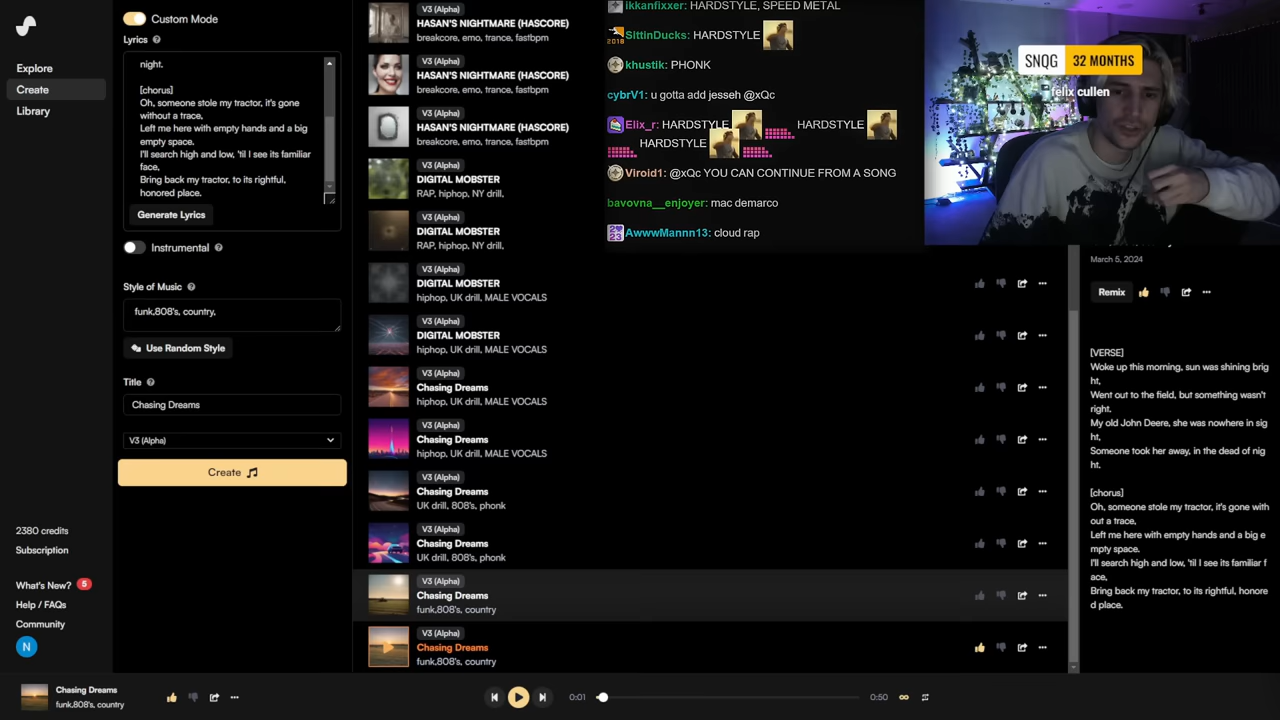 Explore
Create
Library
2380 credits
Subscription
What's New? 5
Help / FAQs
Community
N
Custom Mode
Lyrics
night.
[chorus]
Oh, someone stole my tractor, it's gone
without a trace,
Left me here with empty hands and a big
empty space.
I'll search high and low, 'til I see its familiar
face,
Bring back my tractor, to its rightful,
honored place.
Generate Lyrics
Instrumental
Style of Music
funk,808's, country,
Use Random Style
Title
Chasing Dreams
V3 (Alpha)
Create
V3 (Alpha)
HASAN'S NIGHTMARE (HASCORE)
breakcore, emo, trance, fastbpm
V3 (Alpha)
HASAN'S NIGHTMARE (HASCORE)
breakcore, emo, trance, fastbpm
V3 (Alpha)
HASAN'S NIGHTMARE (HASCORE)
breakcore, emo, trance, fastbpm
V3 (Alpha)
DIGITAL MOBSTER
RAP, hiphop, NY drill,
V3 (Alpha)
DIGITAL MOBSTER
RAP, hiphop, NY drill,
V3 (Alpha)
DIGITAL MOBSTER
hiphop, UK drill, MALE VOCALS
V3 (Alpha)
DIGITAL MOBSTER
hiphop, UK drill, MALE VOCALS
V3 (Alpha)
Chasing Dreams
hiphop, UK drill, MALE VOCALS
V3 (Alpha)
Chasing Dreams
hiphop, UK drill, MALE VOCALS
V3 (Alpha)
Chasing Dreams
UK drill, 808's, phonk
V3 (Alpha)
Chasing Dreams
UK drill, 808's, phonk
V3 (Alpha)
Chasing Dreams
funk,808's, country
V3 (Alpha)
Chasing Dreams
funk,808's, country
ikkanfixxer: HARDSTYLE, SPEED METAL
2018 SittinDucks: HARDSTYLE
khustik: PHONK
cybrV1: u gotta add jesseh @xQc
Elix_r: HARDSTYLE HARDSTYLE
HARDSTYLE
Viroid1: @xQc YOU CAN CONTINUE FROM A SONG
bavovna__enjoyer: mac demarco
AwwwMannn13: cloud rap
SNQG 32 MONTHS
felix cullen
March 5, 2024
Remix
[VERSE]
Woke up this morning, sun was shining brig
ht,
Went out to the field, but something wasn't
right.
My old John Deere, she was nowhere in sig
ht,
Someone took her away, in the dead of nig
ht,
[chorus]
Oh, someone stole my tractor, it's gone with
out a trace,
Left me here with empty hands and a big e
mpty space.
I'll search high and low, 'til I see its familiar f
ace,
Bring back my tractor, to its rightful, honore
d place.
Chasing Dreams
funk,808's, country
0:01
0:50